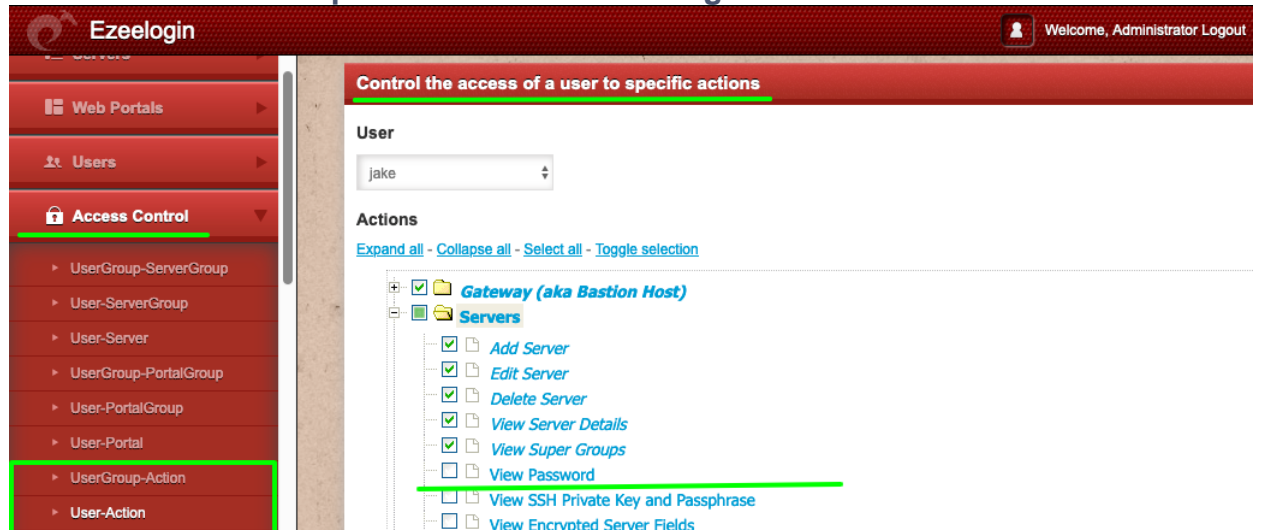 Ezeelogin
Welcome, Administrator Logout
Web Portals
Users
Access Control
UserGroup-ServerGroup
User-ServerGroup
User-Server
UserGroup-PortalGroup
User-PortalGroup
User-Portal
UserGroup-Action
User-Action
Control the access of a user to specific actions
User
jake
Actions
Expand all - Collapse all - Select all - Toggle selection
Gateway (aka Bastion Host)
Servers
Add Server
Edit Server
Delete Server
View Server Details
View Super Groups
View Password
View SSH Private Key and Passphrase
View Encrypted Server Fields